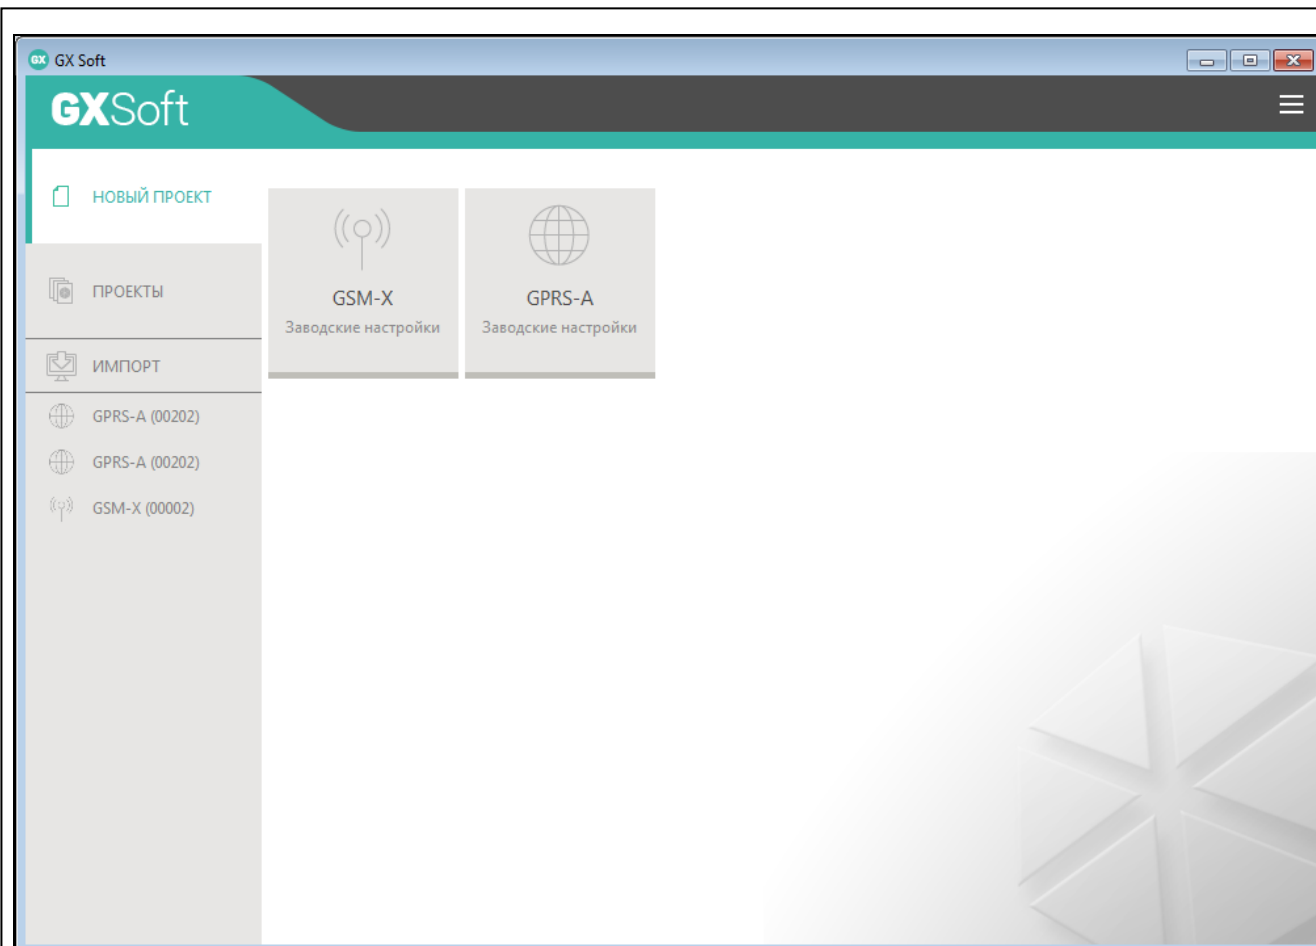 GX GX Soft
GXSoft
НОВЫЙ ПРОЕКТ
ПРОЕКТЫ
ИМПОРТ
GPRS-A (00202)
GPRS-A (00202)
GSM-X (00002)
GSM-X
Заводские настройки
GPRS-A
Заводские настройки